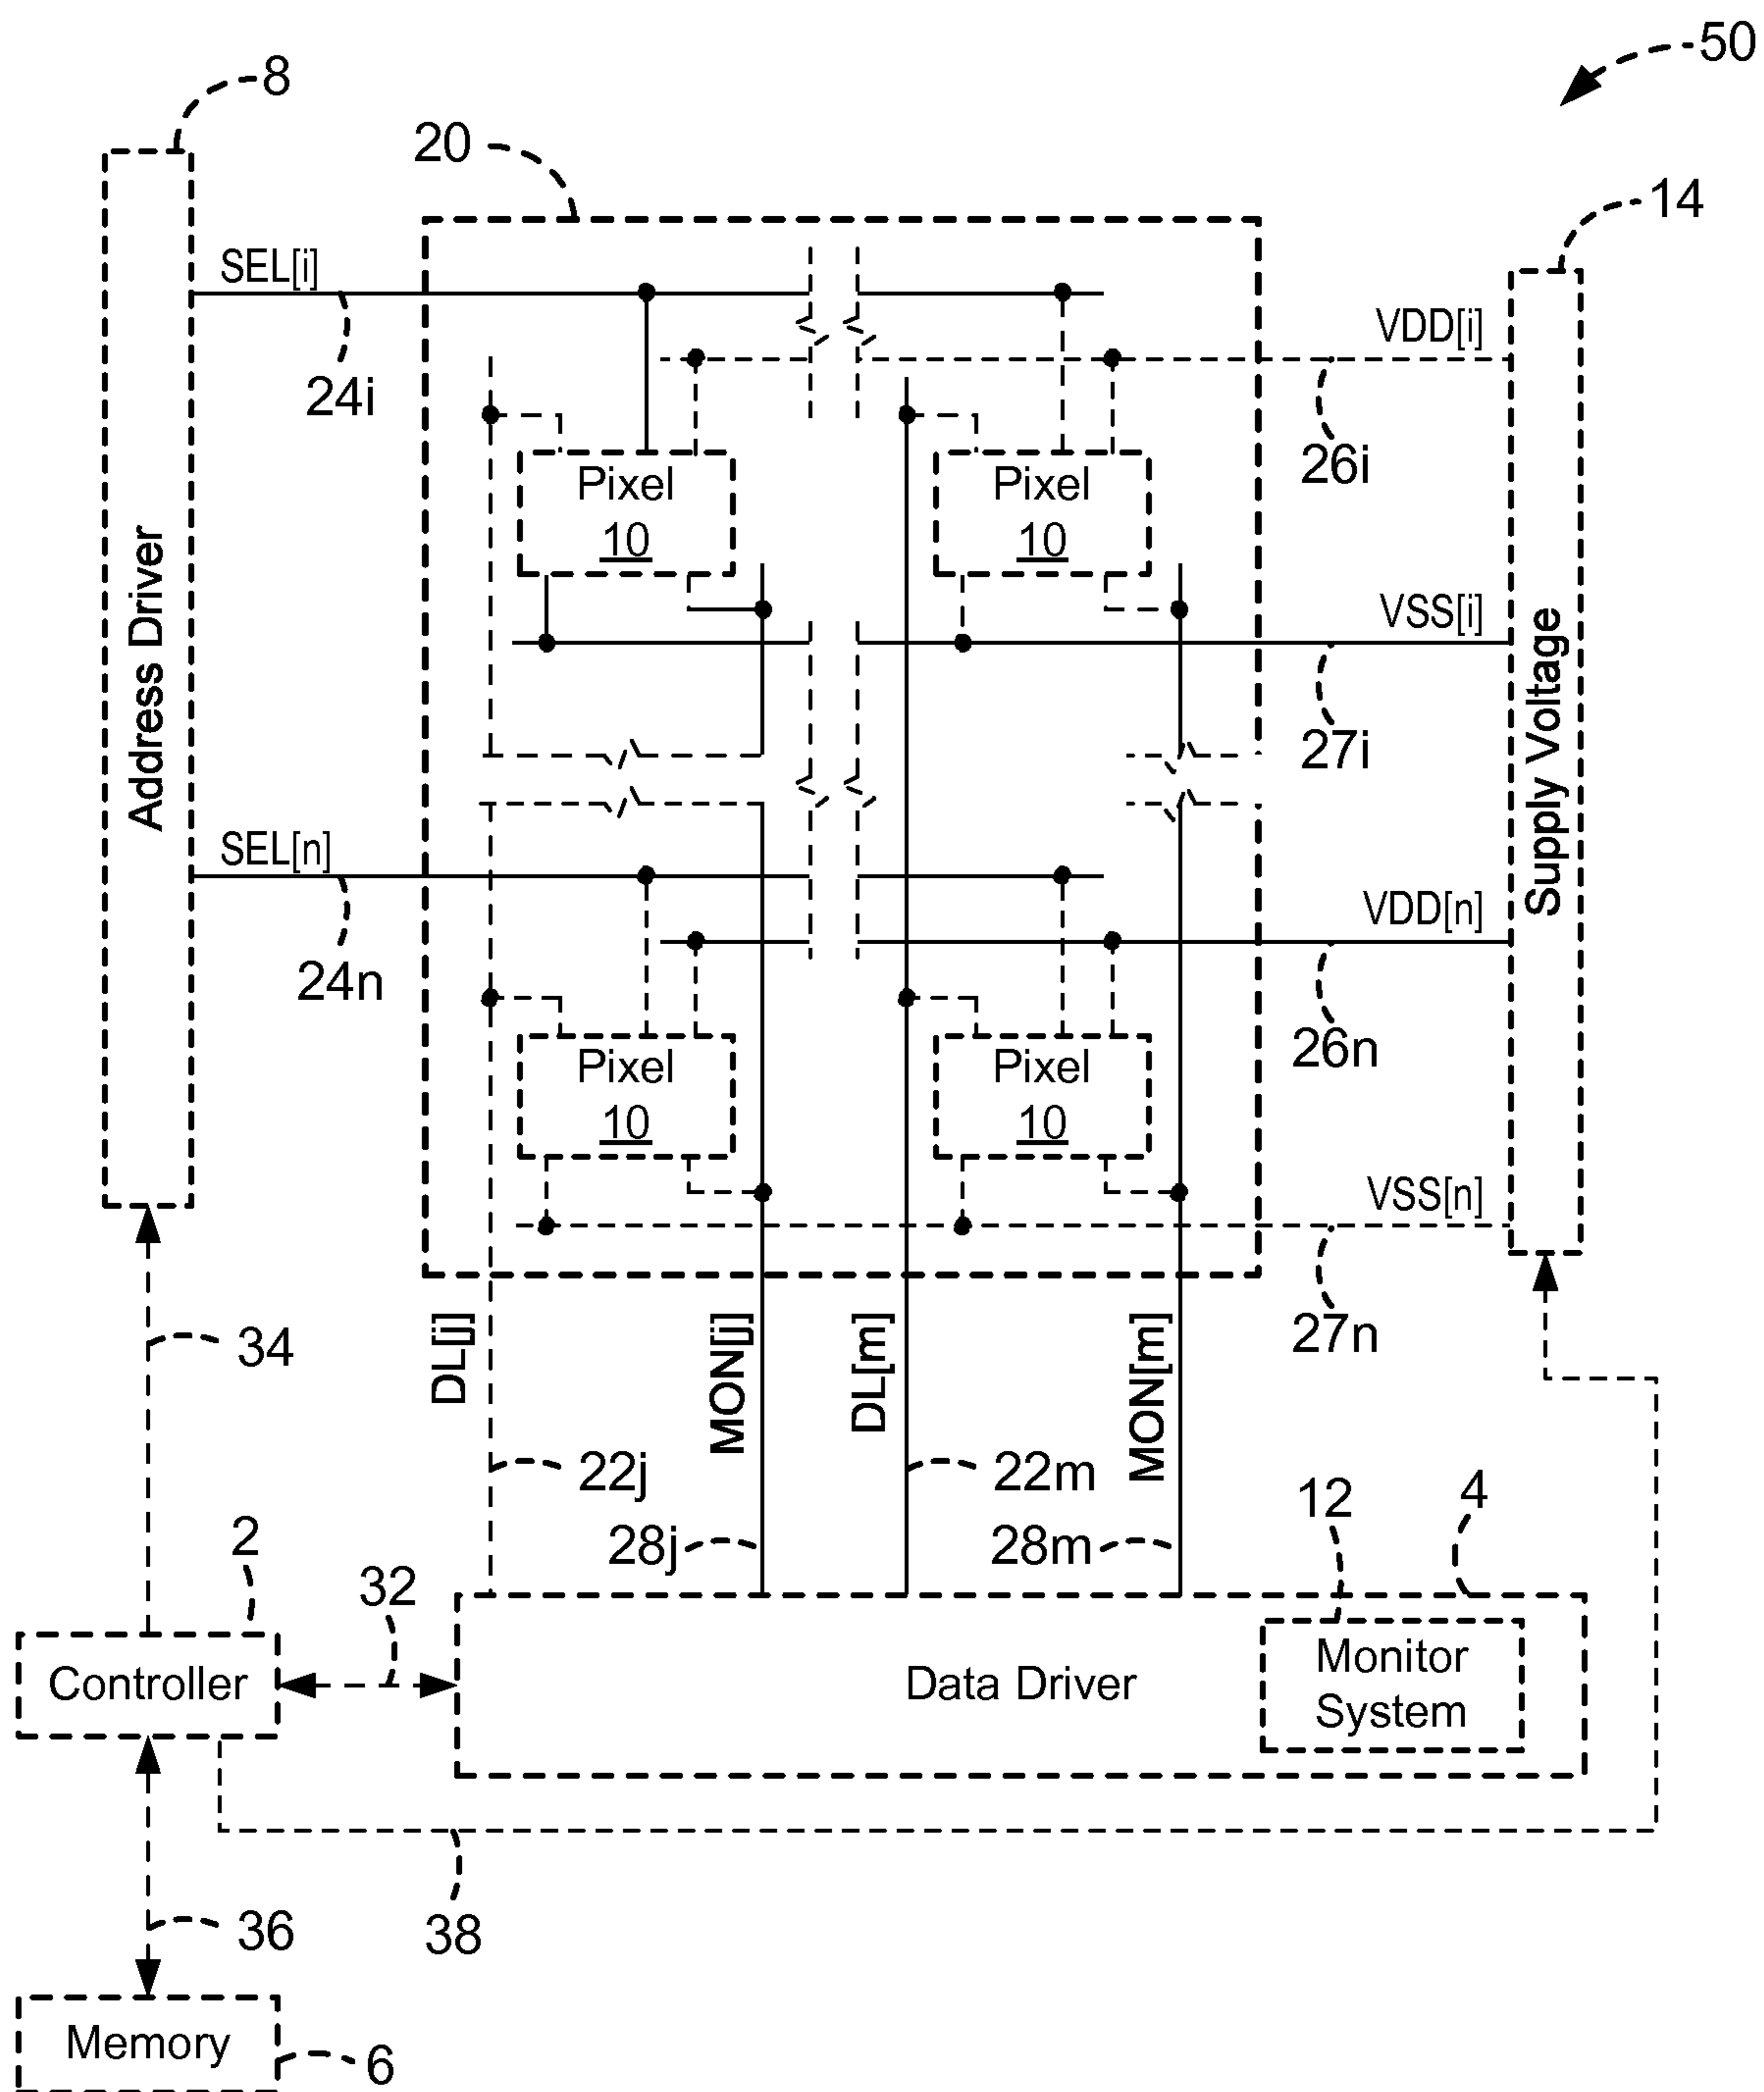 50
8
20
14
SEL[i]
VDD[i]
24i
26i
Pixel
10
Pixel
10
Address Driver
VSS[i]
Supply Voltage
27i
SEL[n]
VDD[n]
24n
26n
Pixel
10
Pixel
10
VSS[n]
27n
34
DL[j]
MON[j]
DL[m]
MON[m]
22j
22m
12
4
2
28j
28m
32
Controller
Data Driver
Monitor
System
36
38
Memory
6